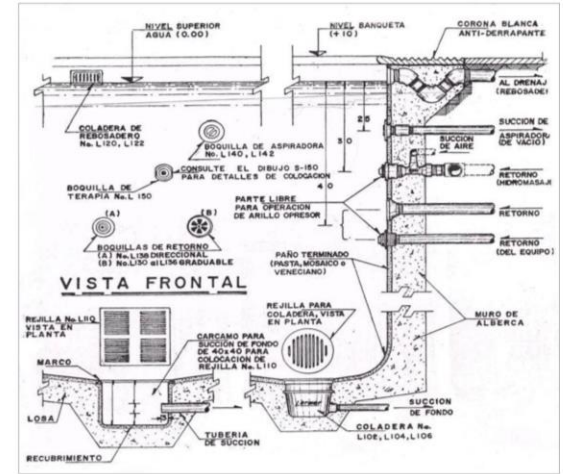 NIVEL SUPERIOR
AGUA (0.00)
NIVEL BANQUETA
(+10)
CORONA BLANCA
ANTI-DERRAPANTE
AL DRENAJ
(REBOSADE
COLADERA DE
REBOSADERO
No. L120, L122
25
SUCCION DE
ASPIRADOR
(DE VACIO)
BOQUILLA DE ASPIRADORA
No. L140, L142
30
SUCCION
DE AIRE
CONSULTE EL DIBUJO S-150
PARA DETALLES DE COLOCACION
RETORNO
(HIDROMASAJ
BOQUILLA DE
TERAPIA No. L 150
40
PARTE LIBRE
PARA OPERACION
DE ARILLO OPRESOR
RETORNO
(A)
(B)
BOQUILLAS DE RETORNO
(A) No. L138 DIRECCIONAL
(B) No. L130 al L136 GRADUABLE
RETORNO
(DEL EQUIPO)
PAÑO TERMINADO
(PASTA, MOSAICO o
VENECIANO)
VISTA FRONTAL
REJILLA No. L110
VISTA EN
PLANTA
CARCAMO PARA
SUCCION DE FONDO
DE 40x40 PARA
COLOCACION DE
REJILLA No. L110
REJILLA PARA
COLADERA, VISTA
EN PLANTA
MURO DE
ALBERCA
MARCO
LOSA
TUBERIA
DE SUCCION
SUCCION
DE FONDO
COLADERA No.
L102, L104, L106
RECUBRIMIENTO